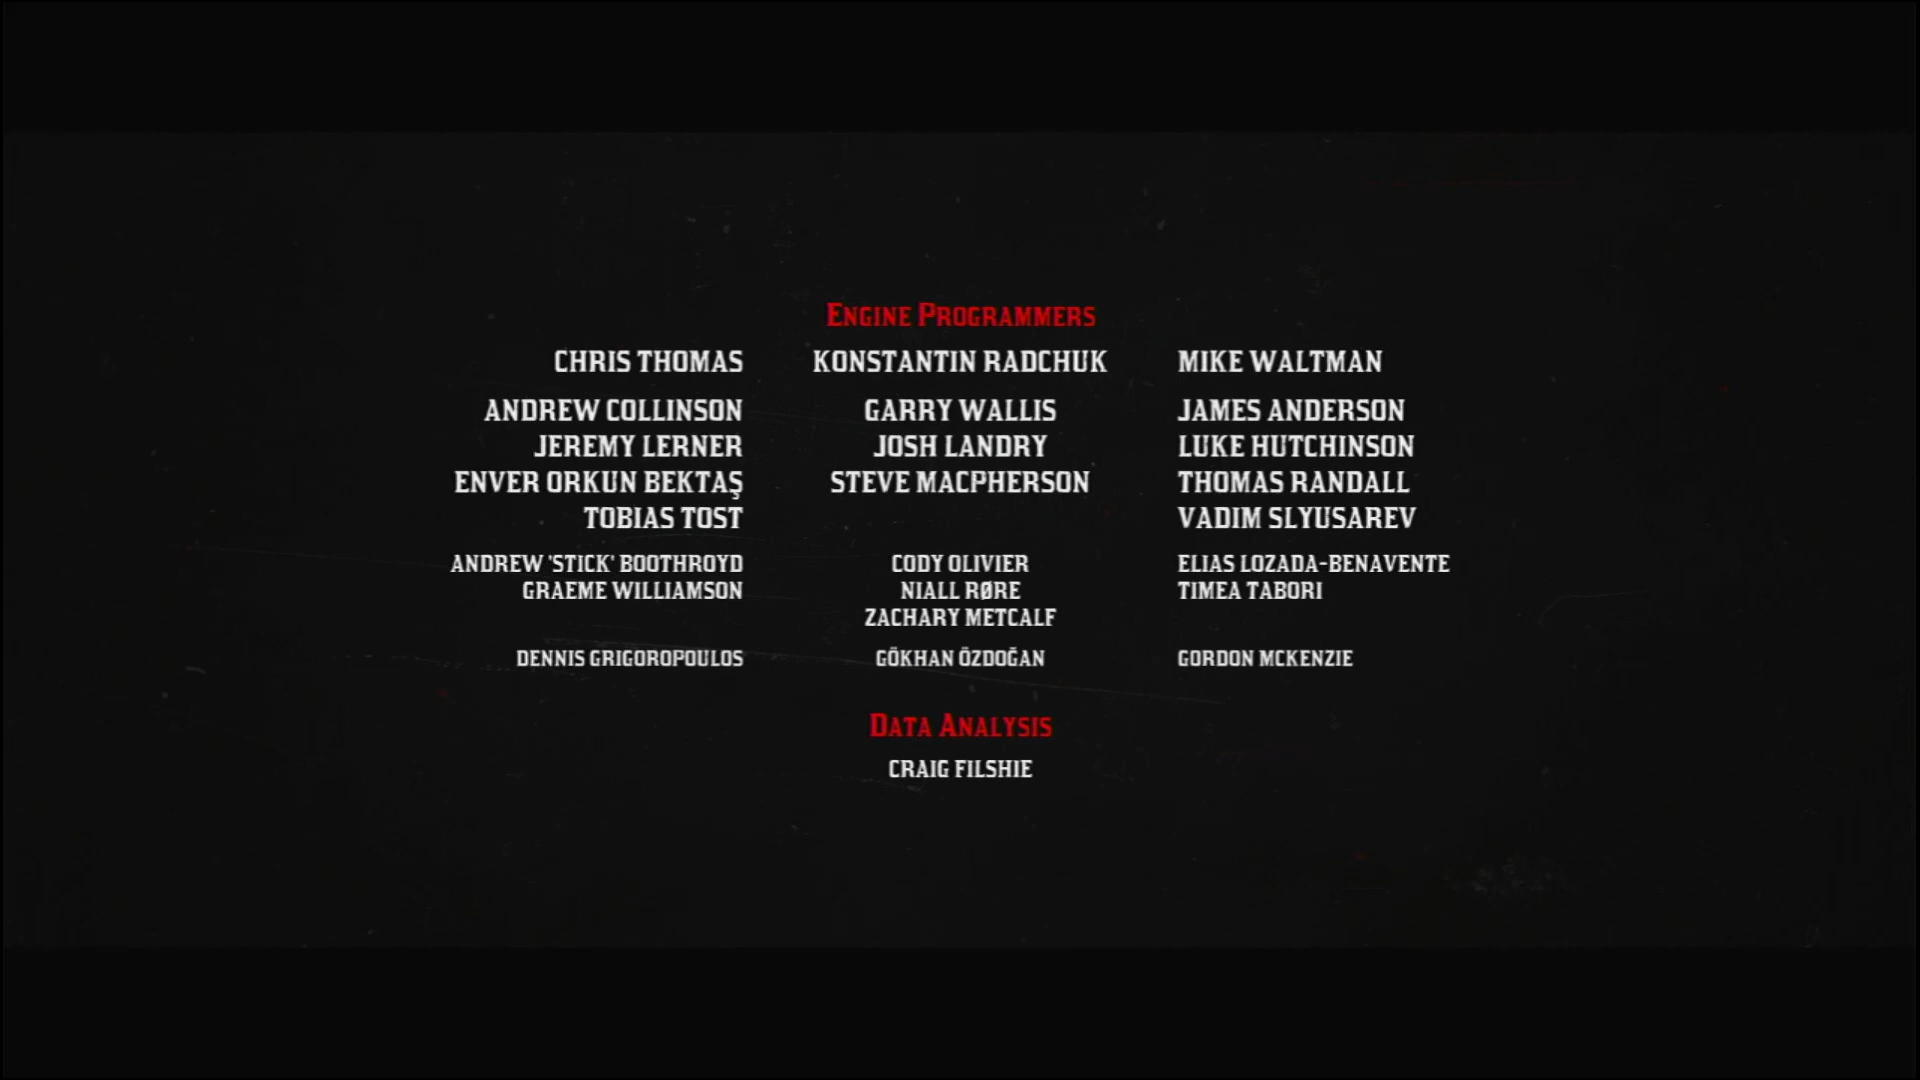 Engine Programmers
CHRIS THOMAS KONSTANTIN RADCHUK MIKE WALTMAN
ANDREW COLLINSON GARRY WALLIS JAMES ANDERSON
JEREMY LERNER JOSH LANDRY LUKE HUTCHINSON
ENVER ORKUN BEKTAŞ STEVE MACPHERSON THOMAS RANDALL
TOBIAS TOST VADIM SLYUSAREV
ANDREW 'STICK' BOOTHROYD CODY OLIVIER ELIAS LOZADA-BENAVENTE
GRAEME WILLIAMSON NIALL RØRE TIMEA TABORI
ZACHARY METCALF
DENNIS GRIGOROPOULOS GÖKHAN ÖZDOĞAN GORDON MCKENZIE
Data Analysis
CRAIG FILSHIE